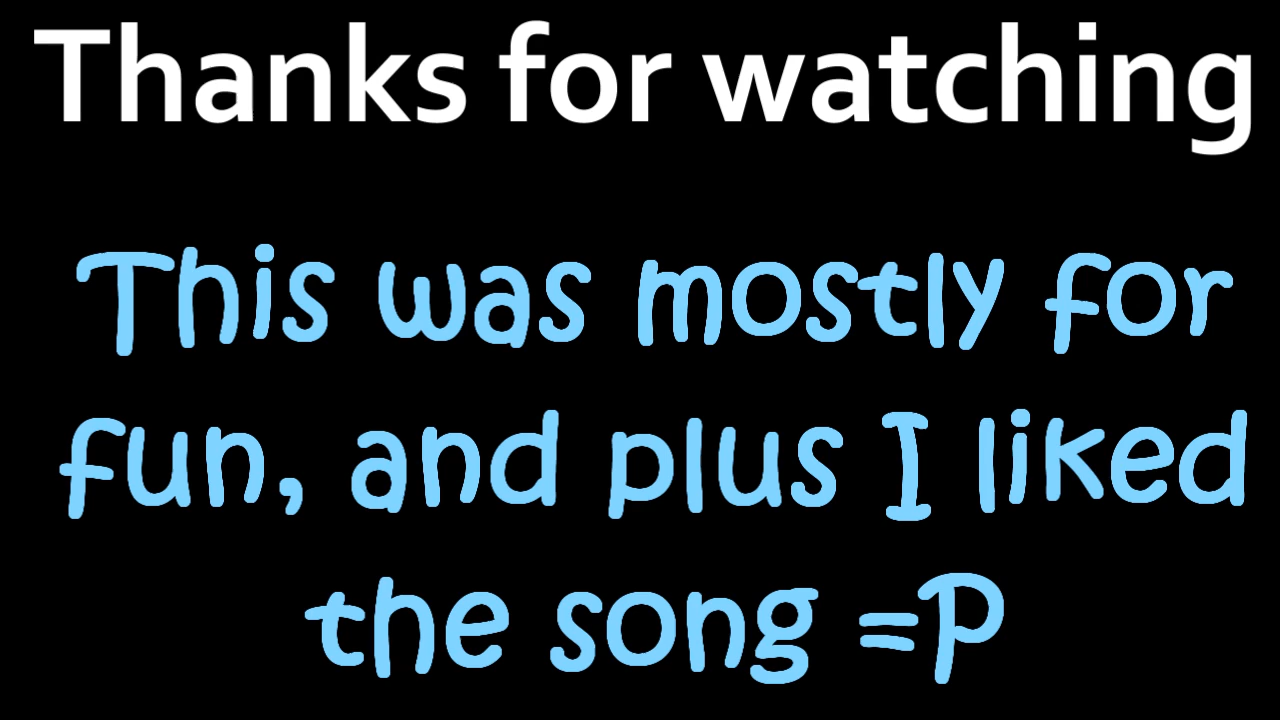 Thanks for watching
This was mostly for
fun, and plus I liked
the song =P